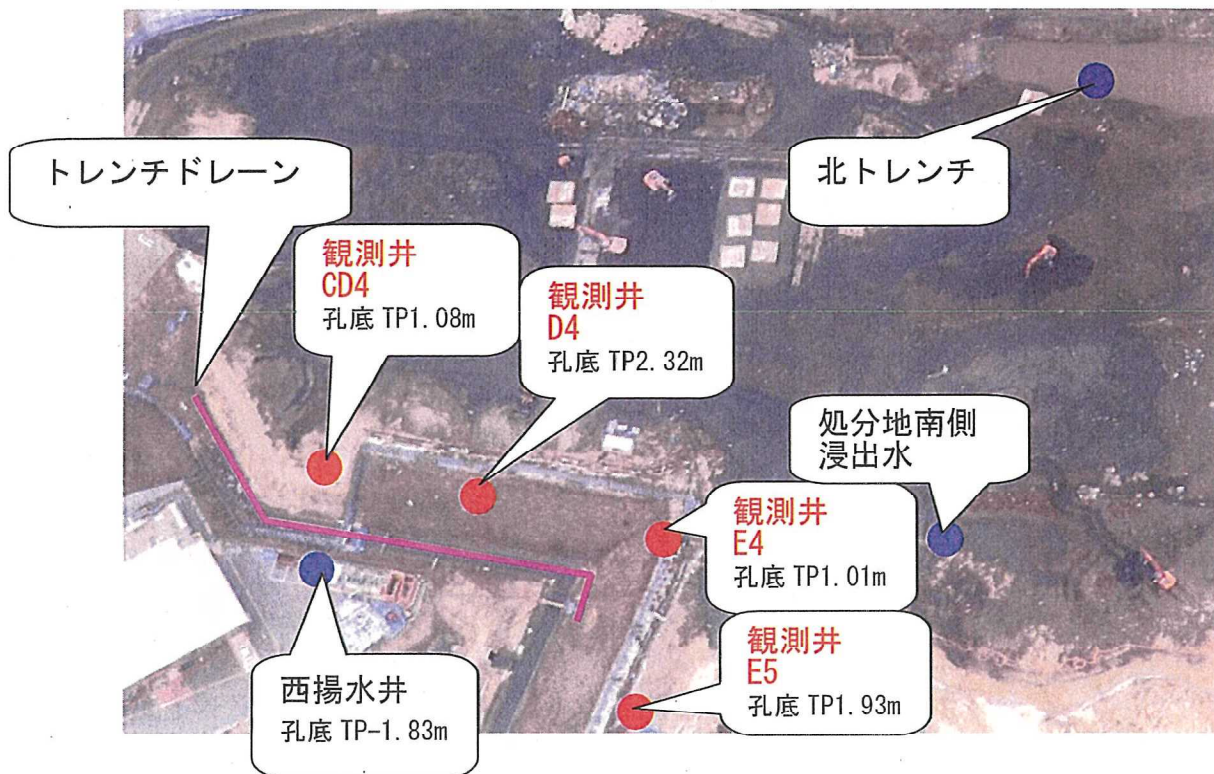 トレンチドレーン
北トレンチ
観測井
CD4
孔底 TP1.08m
観測井
D4
孔底 TP2.32m
処分地南側
浸出水
観測井
E4
孔底 TP1.01m
観測井
E5
孔底 TP1.93m
西揚水井
孔底 TP-1.83m